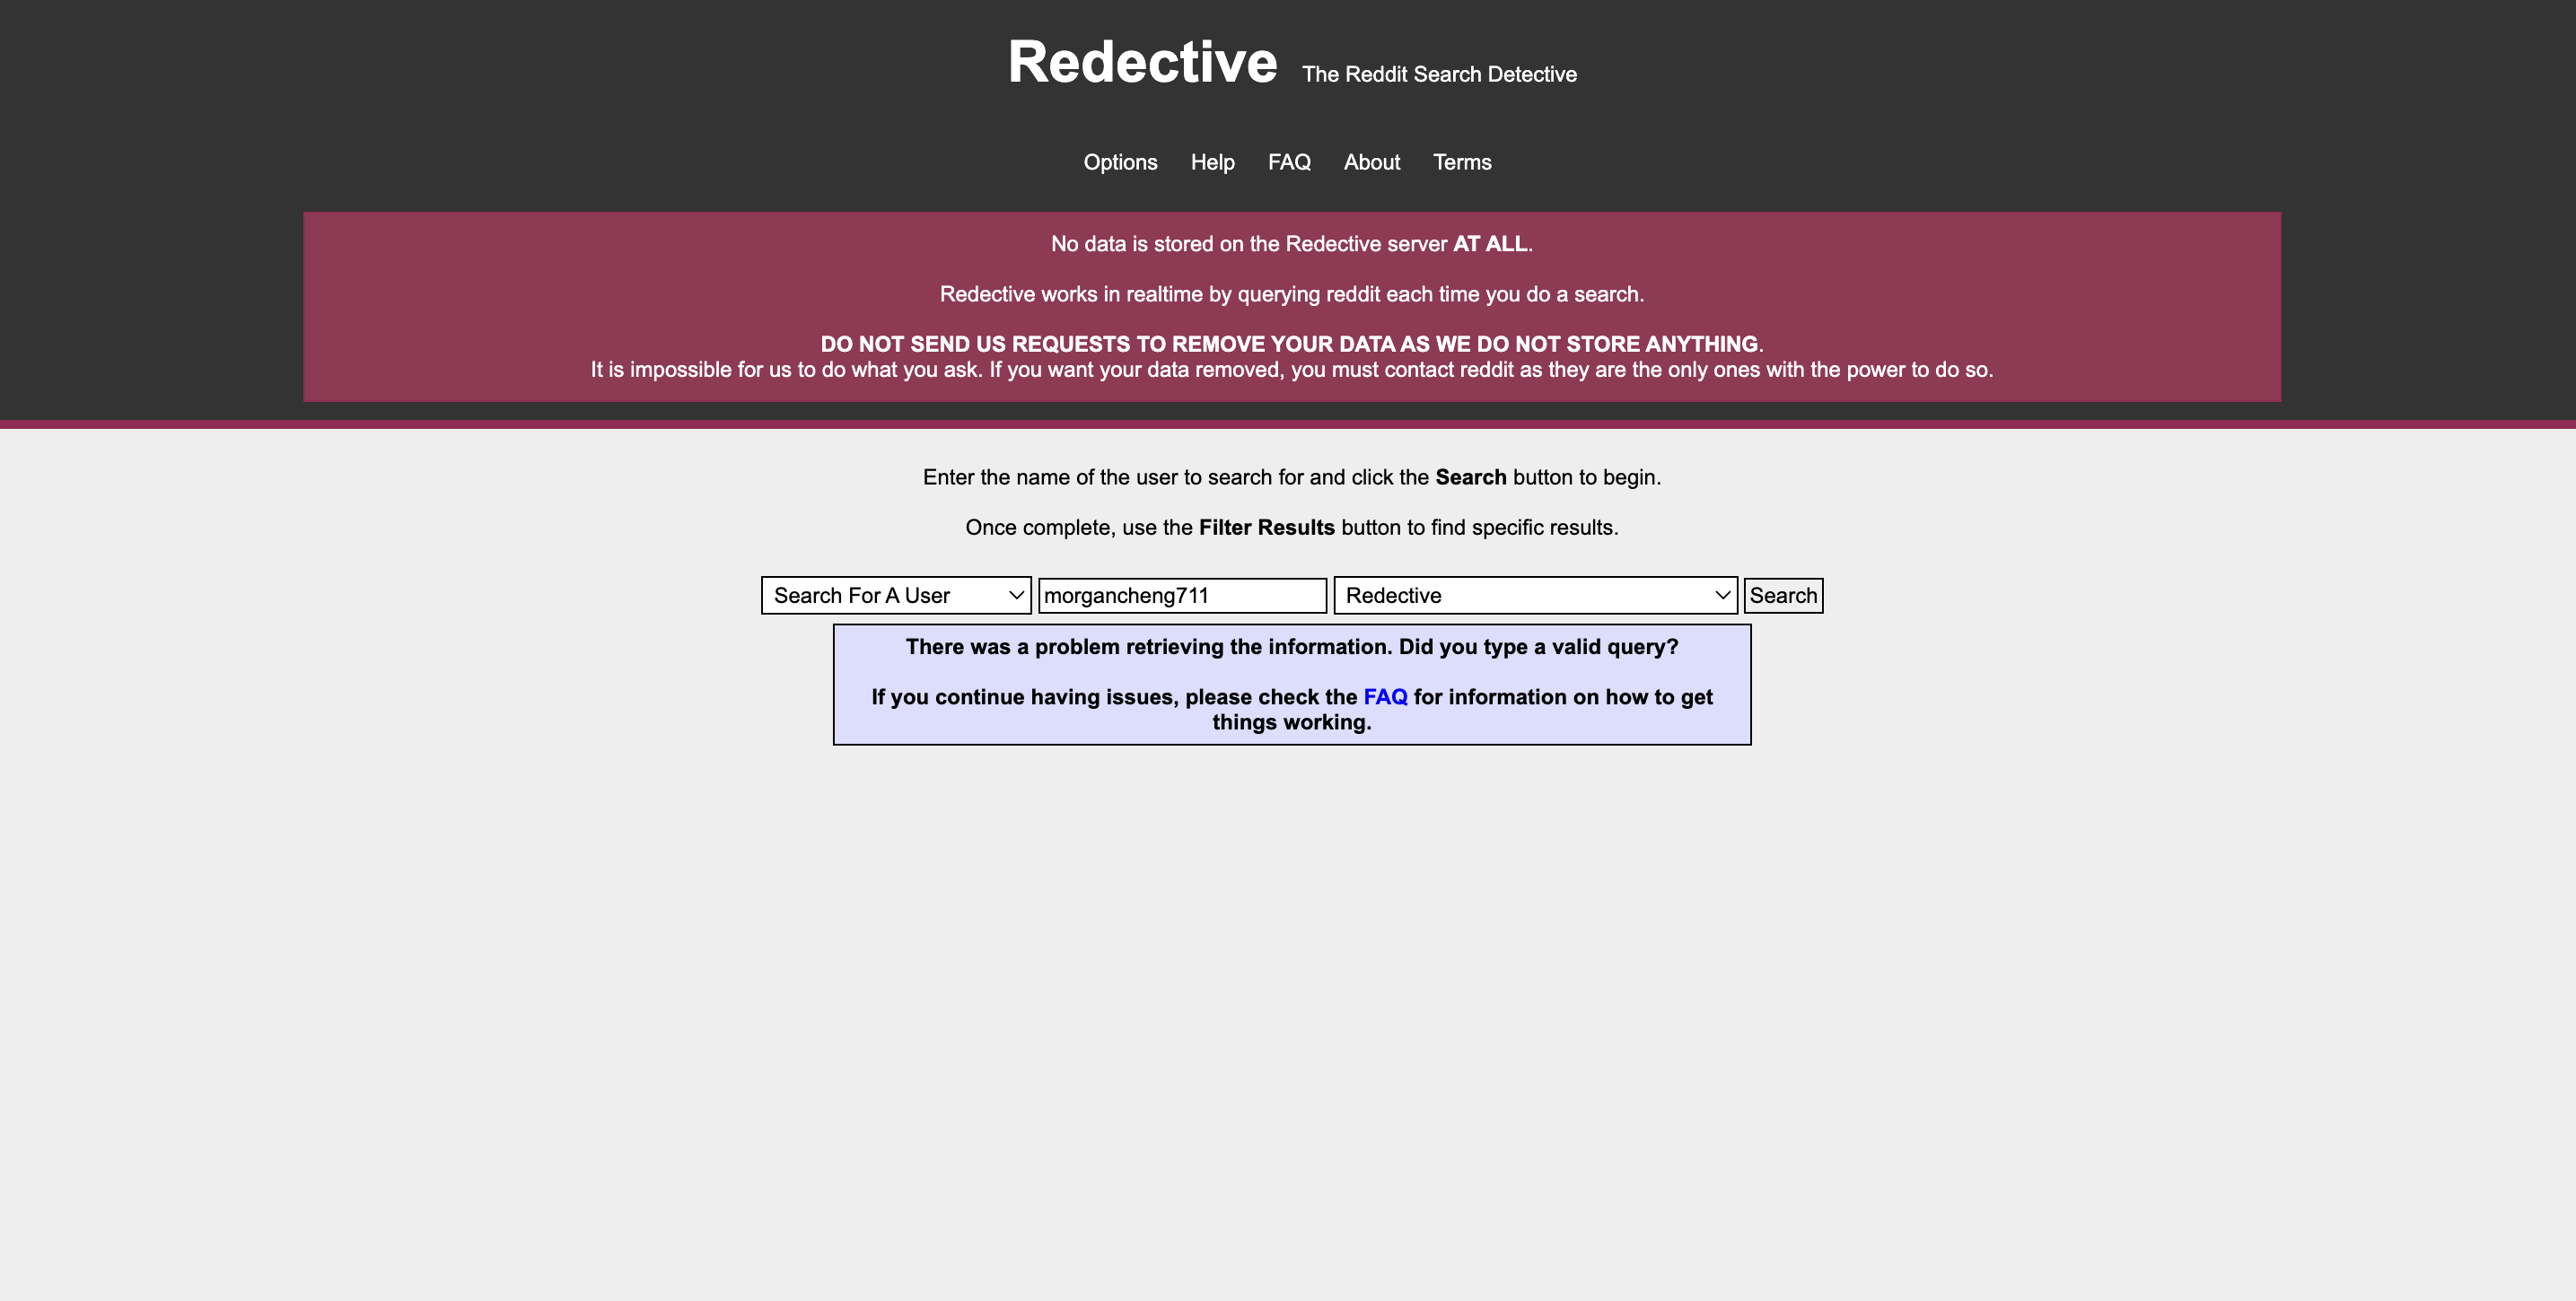 Redective The Reddit Search Detective
Options Help FAQ About Terms
No data is stored on the Redective server AT ALL.
Redective works in realtime by querying reddit each time you do a search.
DO NOT SEND US REQUESTS TO REMOVE YOUR DATA AS WE DO NOT STORE ANYTHING.
It is impossible for us to do what you ask. If you want your data removed, you must contact reddit as they are the only ones with the power to do so.
Enter the name of the user to search for and click the Search button to begin.
Once complete, use the Filter Results button to find specific results.
Search For A User morgancheng711 Redective Search
There was a problem retrieving the information. Did you type a valid query?
If you continue having issues, please check the FAQ for information on how to get
things working.